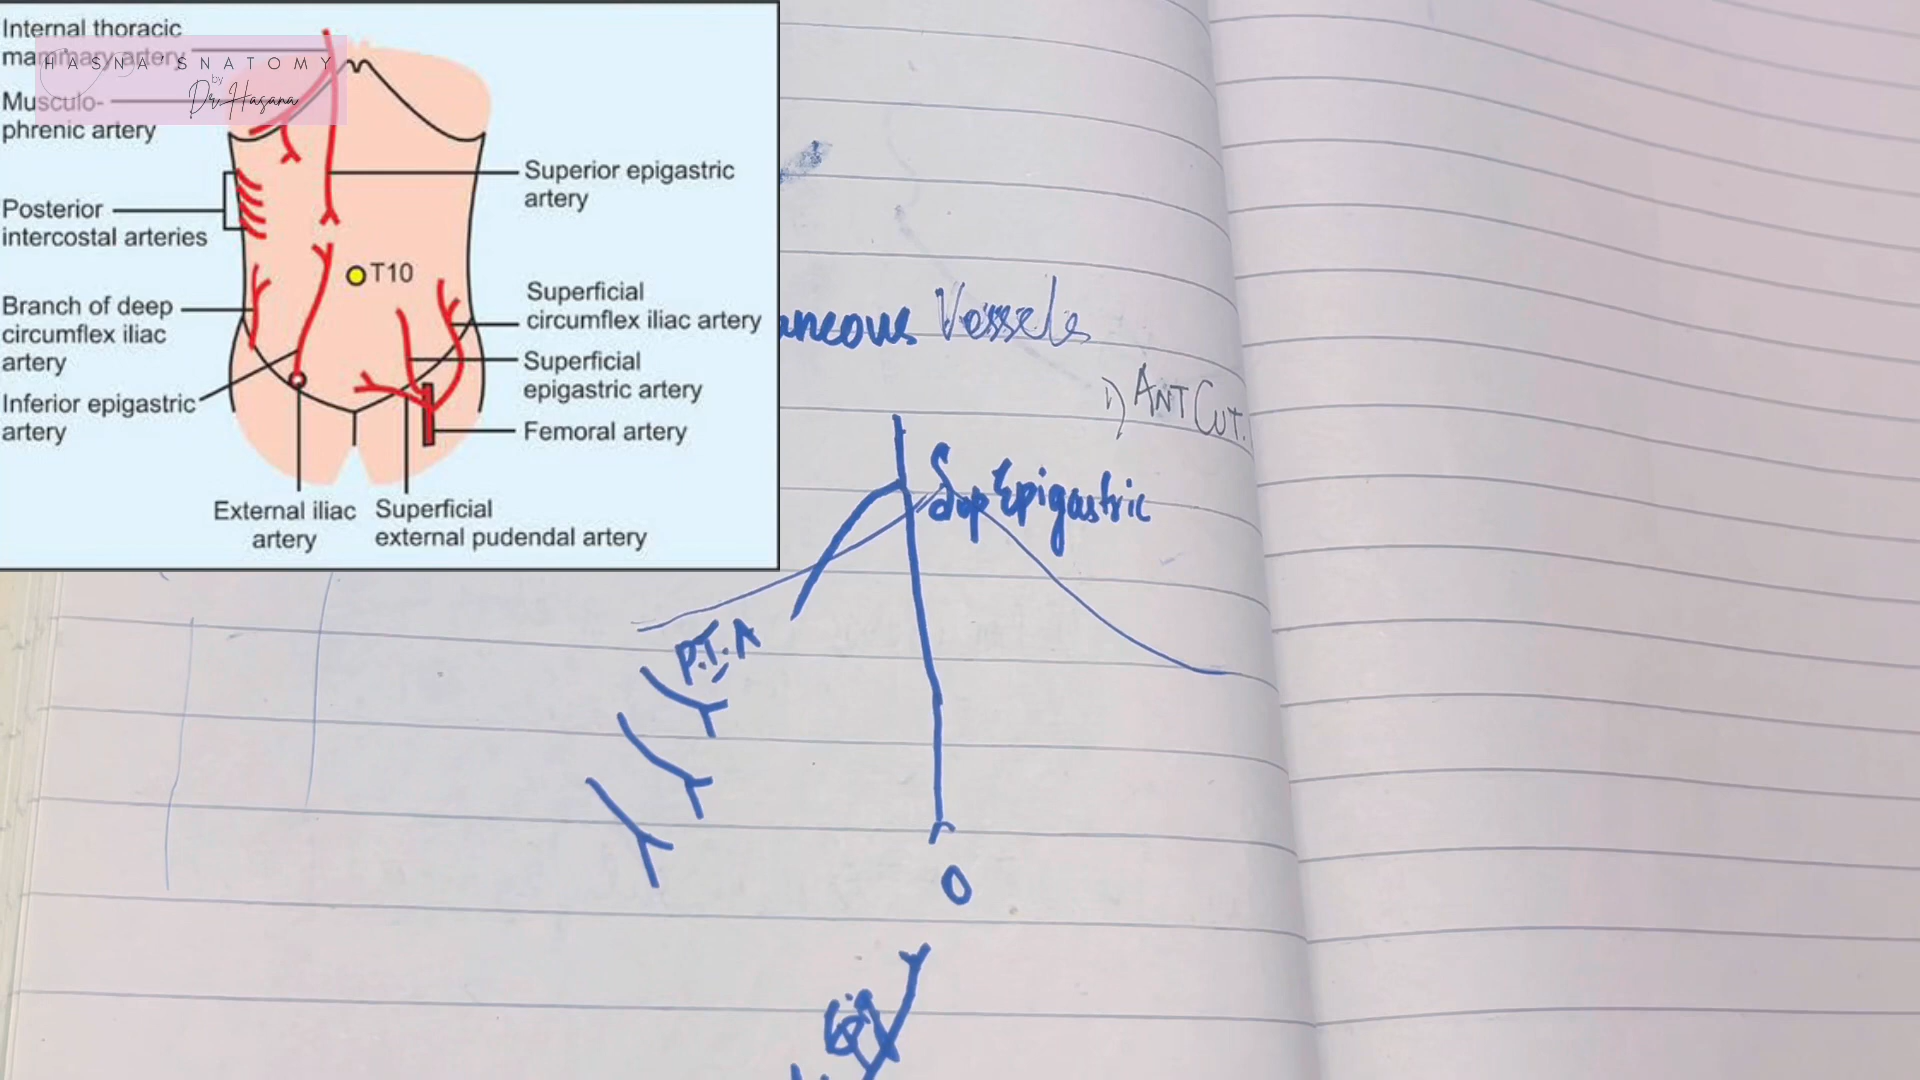 Internal thoracic
mammary artery
HASNA'SNATOMY
by
Dr.Hasana
Musculo-
phrenic artery
Superior epigastric
artery
Posterior
intercostal arteries
T10
Branch of deep
circumflex iliac
artery
Superficial
circumflex iliac artery
Superficial
epigastric artery
Inferior epigastric
artery
Femoral artery
External iliac
artery
Superficial
external pudendal artery
aneous Vessels
1) ANT CUT.
Sup Epigastric
P.I.A
O
Epig